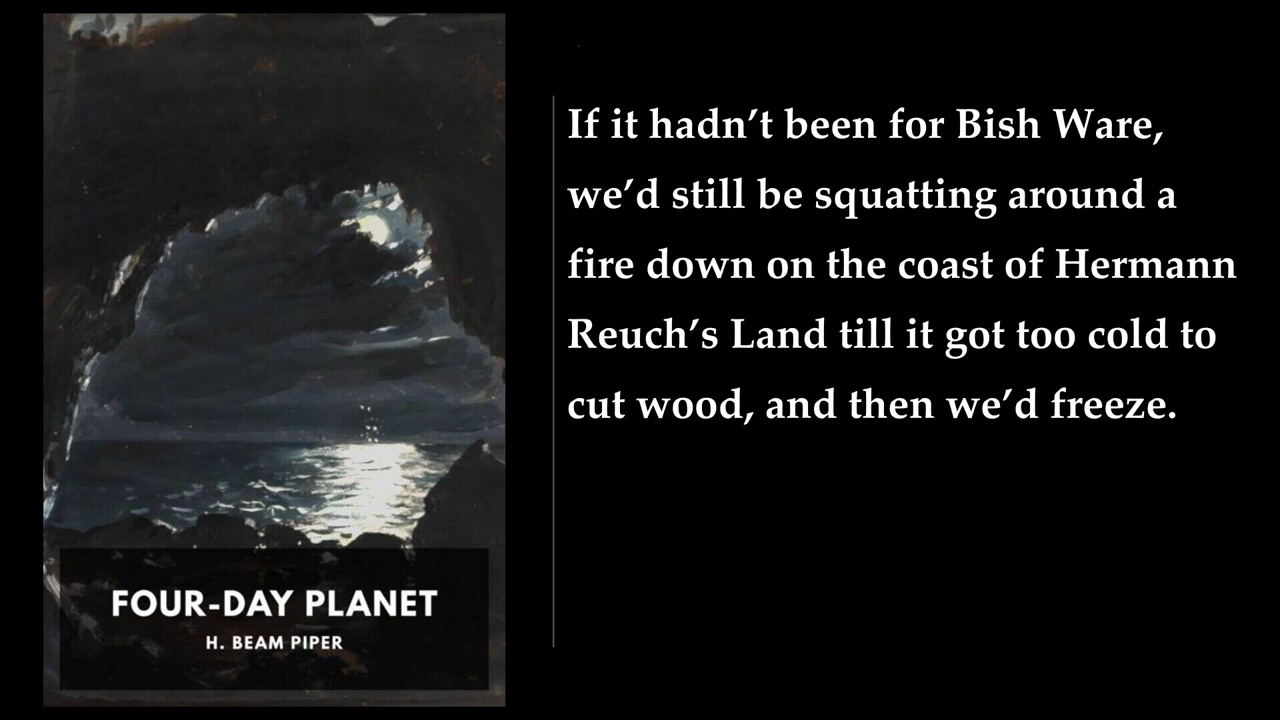 FOUR-DAY PLANET
H. BEAM PIPER
If it hadn’t been for Bish Ware,
we’d still be squatting around a
fire down on the coast of Hermann
Reuch’s Land till it got too cold to
cut wood, and then we’d freeze.